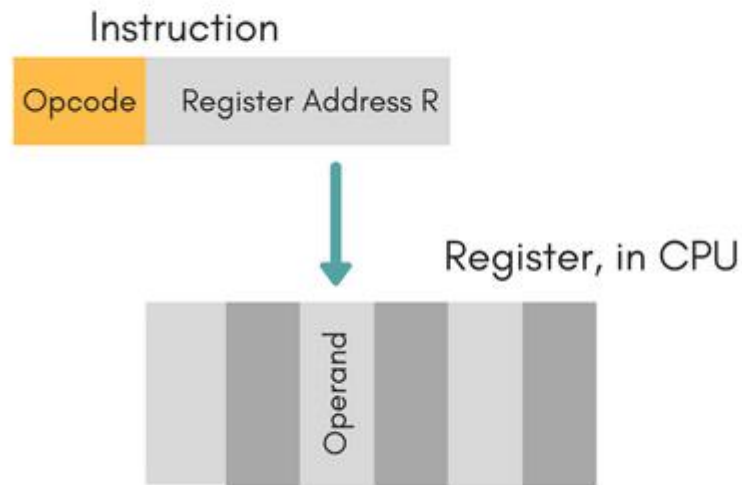 Instruction
Opcode
Register Address R
Register, in CPU
Operand